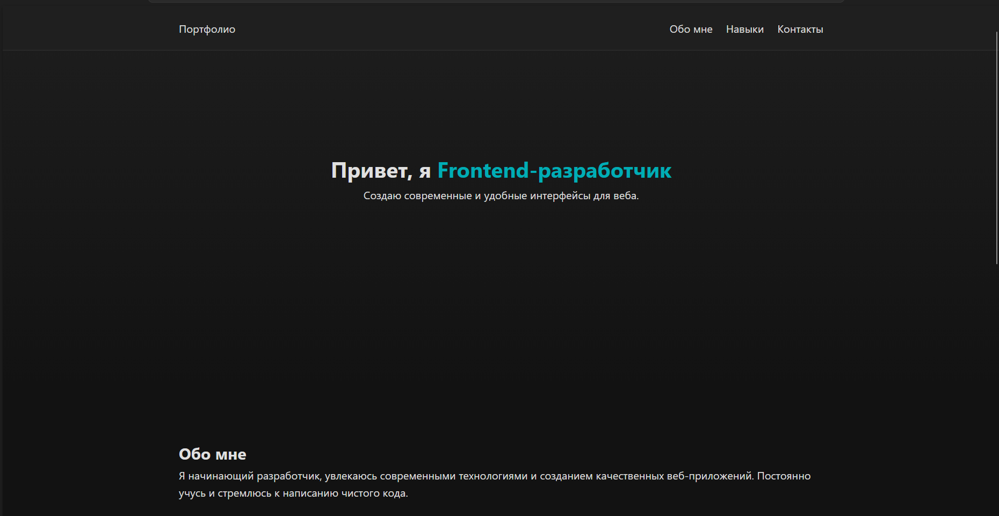 Портфолио
Обо мне Навыки Контакты
Привет, я Frontend-разработчик
Создаю современные и удобные интерфейсы для веба.
Обо мне
Я начинающий разработчик, увлекаюсь современными технологиями и созданием качественных веб-приложений. Постоянно
учусь и стремлюсь к написанию чистого кода.